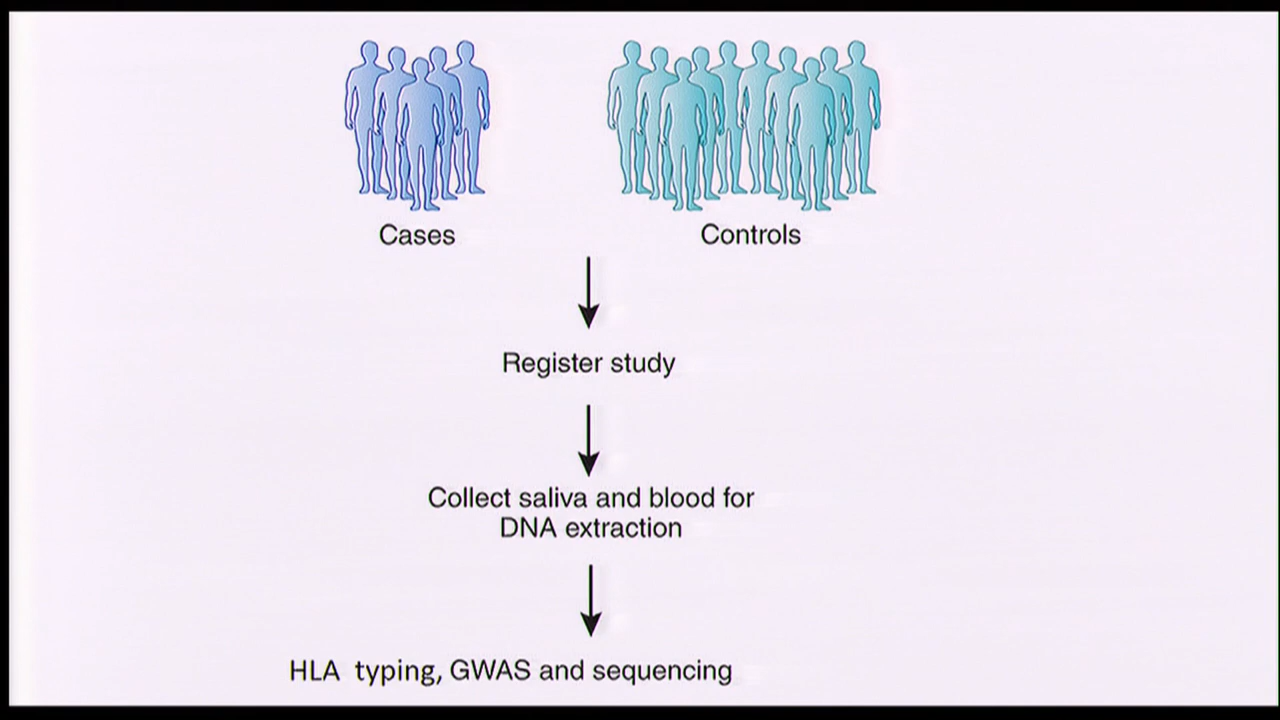 Cases
Controls
Register study
Collect saliva and blood for
DNA extraction
HLA typing, GWAS and sequencing